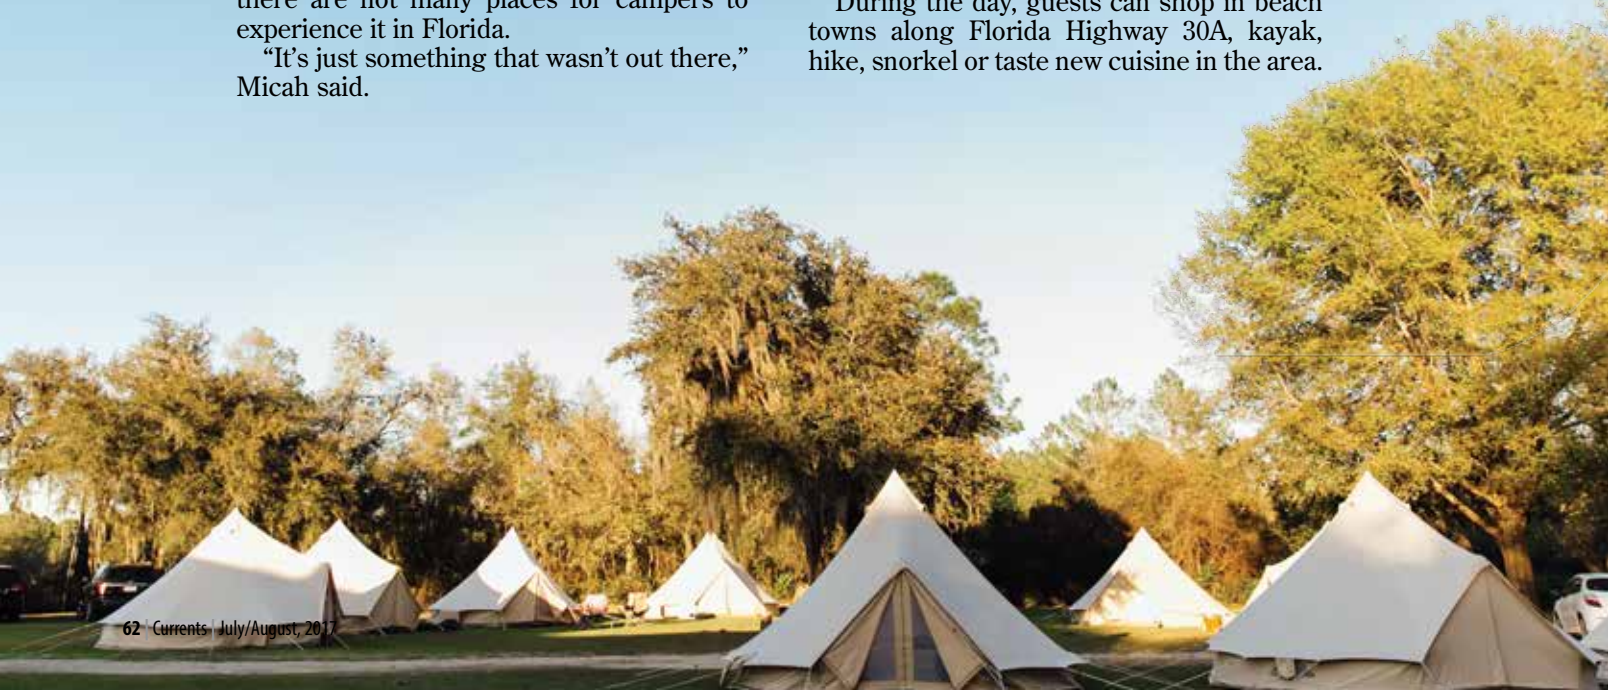 there are not many places for campers to
experience it in Florida.
“It’s just something that wasn’t out there,”
Micah said.
During the day, guests can shop in beach
towns along Florida Highway 30A, kayak,
hike, snorkel or taste new cuisine in the area.
62 Currents July/August, 2017